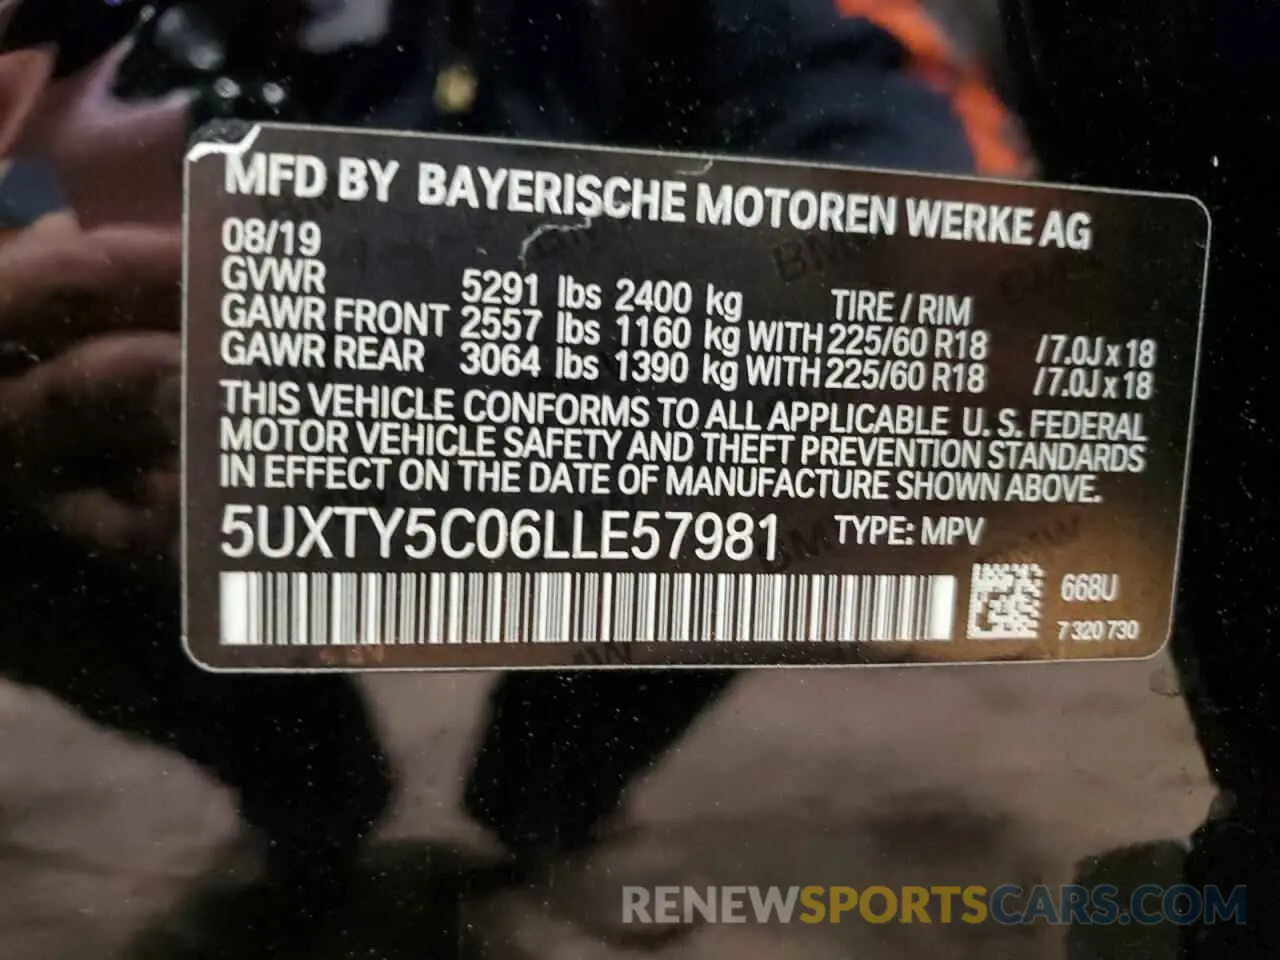 MFD BY BAYERISCHE MOTOREN WERKE AG
08/19
GVWR 5291 lbs 2400 kg TIRE / RIM
GAWR FRONT 2557 lbs 1160 kg WITH 225/60 R18 /7.0J x 18
GAWR REAR 3064 lbs 1390 kg WITH 225/60 R18 /7.0J x 18
THIS VEHICLE CONFORMS TO ALL APPLICABLE U. S. FEDERAL
MOTOR VEHICLE SAFETY AND THEFT PREVENTION STANDARDS
IN EFFECT ON THE DATE OF MANUFACTURE SHOWN ABOVE.
5UXTY5C06LLE57981 TYPE: MPV
668U
7 320 730
RENEWSPORTSCARS.COM